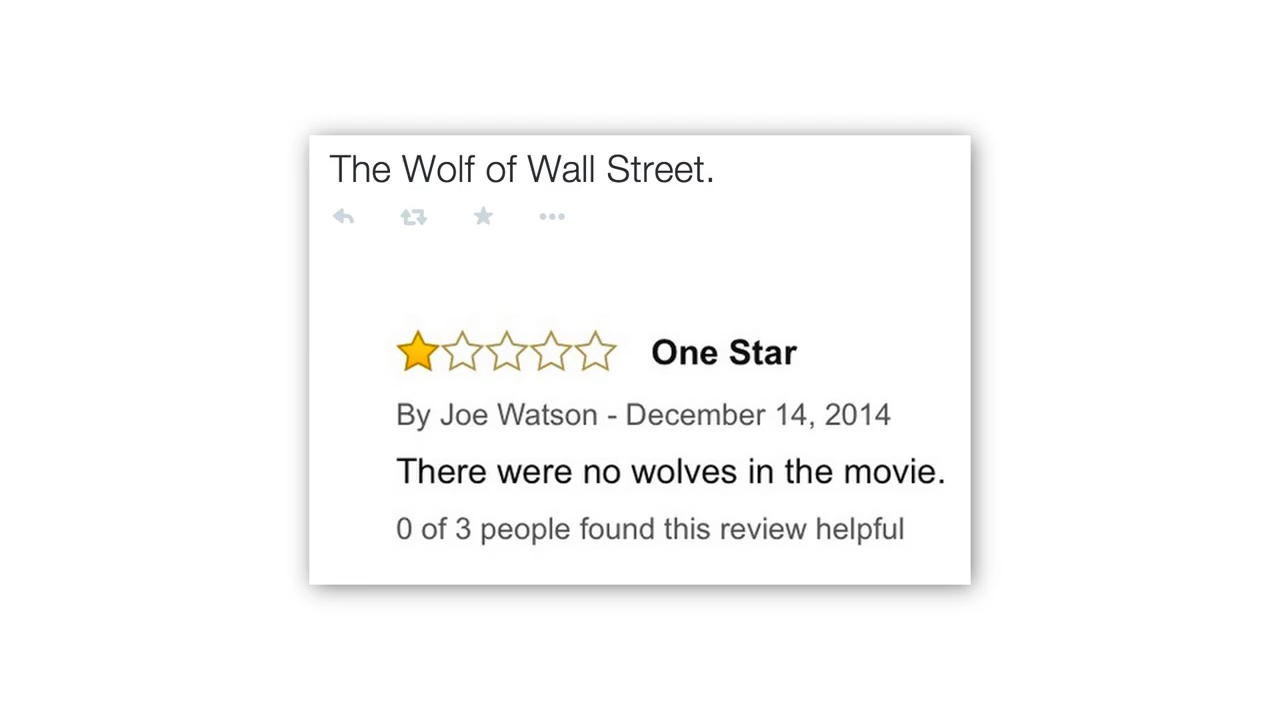 The Wolf of Wall Street.
One Star
By Joe Watson - December 14, 2014
There were no wolves in the movie.
0 of 3 people found this review helpful